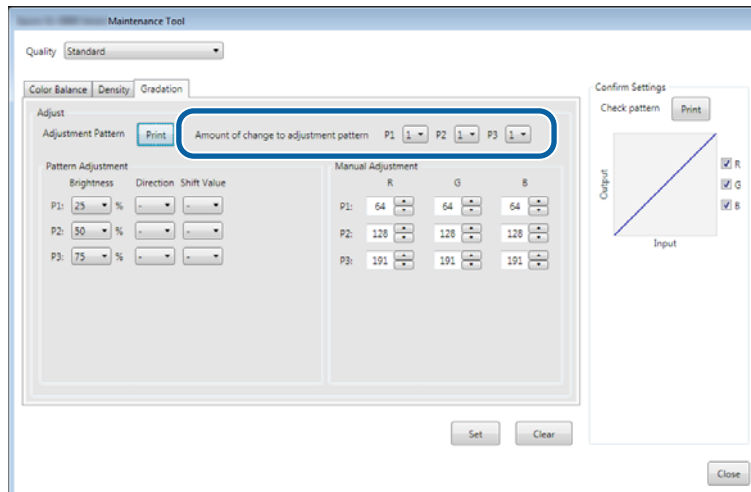 Maintenance Tool
Quality Standard
Color Balance Density Gradation
Adjust
Adjustment Pattern Print Amount of change to adjustment pattern P1 1 P2 1 P3 1
Pattern Adjustment
Brightness Direction Shift Value
P1: 25 % - -
P2: 50 % - -
P3: 75 % - -
Manual Adjustment
R G B
P1: 64 64 64
P2: 128 128 128
P3: 191 191 191
Set Clear
Confirm Settings
Check pattern Print
Output
Input
R
G
B
Close